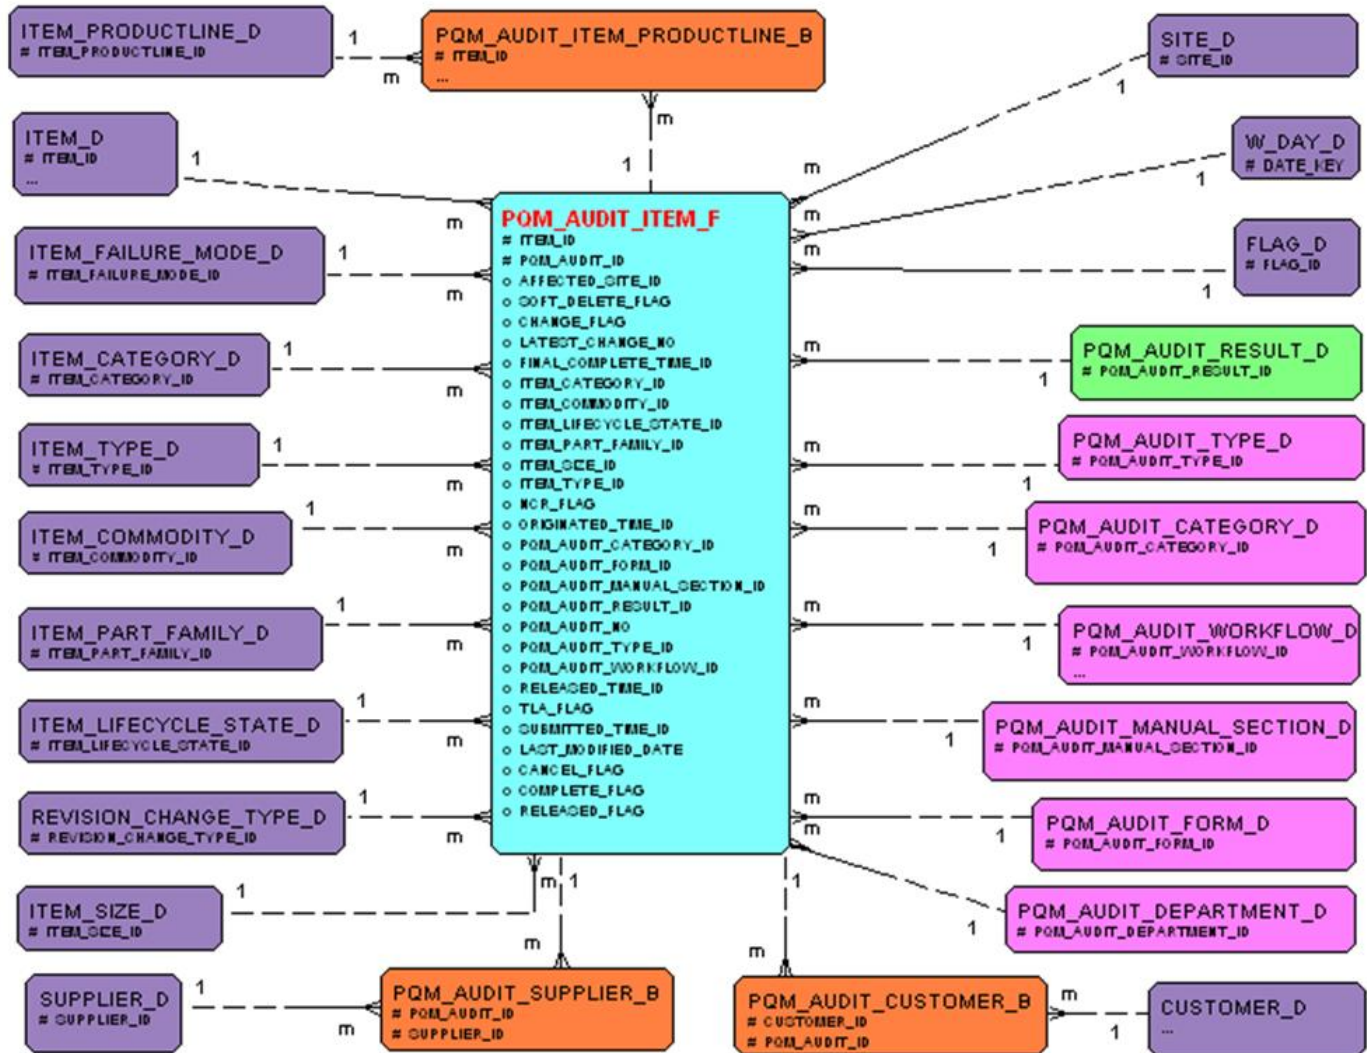 ITEM_PRODUCTLINE_D
# ITEM_PRODUCTLINE_ID
1
m
PQM_AUDIT_ITEM_PRODUCTLINE_B
# ITEM_ID
...
m
1
SITE_D
# SITE_ID
1
m
W_DAY_D
# DATE_KEY
1
m
FLAG_D
# FLAG_ID
1
m
ITEM_D
# ITEM_ID
...
1
m
ITEM_FAILURE_MODE_D
# ITEM_FAILURE_MODE_ID
1
m
ITEM_CATEGORY_D
# ITEM_CATEGORY_ID
1
m
ITEM_TYPE_D
# ITEM_TYPE_ID
1
m
ITEM_COMMODITY_D
# ITEM_COMMODITY_ID
1
m
ITEM_PART_FAMILY_D
# ITEM_PART_FAMILY_ID
1
m
ITEM_LIFECYCLE_STATE_D
# ITEM_LIFECYCLE_STATE_ID
1
m
REVISION_CHANGE_TYPE_D
# REVISION_CHANGE_TYPE_ID
1
m
ITEM_SIZE_D
# ITEM_SIZE_ID
1
m
SUPPLIER_D
# SUPPLIER_ID
1
m
PQM_AUDIT_ITEM_F
# ITEM_ID
# PQM_AUDIT_ID
o AFFECTED_SITE_ID
o SOFT_DELETE_FLAG
o CHANGE_FLAG
o LATEST_CHANGE_NO
o FINAL_COMPLETE_TIME_ID
o ITEM_CATEGORY_ID
o ITEM_COMMODITY_ID
o ITEM_LIFECYCLE_STATE_ID
o ITEM_PART_FAMILY_ID
o ITEM_SIZE_ID
o ITEM_TYPE_ID
o NCR_FLAG
o ORIGINATED_TIME_ID
o PQM_AUDIT_CATEGORY_ID
o PQM_AUDIT_FORM_ID
o PQM_AUDIT_MANUAL_SECTION_ID
o PQM_AUDIT_RESULT_ID
o PQM_AUDIT_NO
o PQM_AUDIT_TYPE_ID
o PQM_AUDIT_WORKFLOW_ID
o RELEASED_TIME_ID
o TLA_FLAG
o SUBMITTED_TIME_ID
o LAST_MODIFIED_DATE
o CANCEL_FLAG
o COMPLETE_FLAG
o RELEASED_FLAG
PQM_AUDIT_RESULT_D
# PQM_AUDIT_RESULT_ID
m
1
PQM_AUDIT_TYPE_D
# PQM_AUDIT_TYPE_ID
m
1
PQM_AUDIT_CATEGORY_D
# PQM_AUDIT_CATEGORY_ID
m
1
PQM_AUDIT_WORKFLOW_D
# PQM_AUDIT_WORKFLOW_ID
...
m
1
PQM_AUDIT_MANUAL_SECTION_D
# PQM_AUDIT_MANUAL_SECTION_ID
m
1
PQM_AUDIT_FORM_D
# PQM_AUDIT_FORM_ID
m
1
PQM_AUDIT_DEPARTMENT_D
# PQM_AUDIT_DEPARTMENT_ID
m
1
1
m
PQM_AUDIT_SUPPLIER_B
# PQM_AUDIT_ID
# SUPPLIER_ID
1
m
PQM_AUDIT_CUSTOMER_B
# CUSTOMER_ID
# PQM_AUDIT_ID
m
1
CUSTOMER_D
...